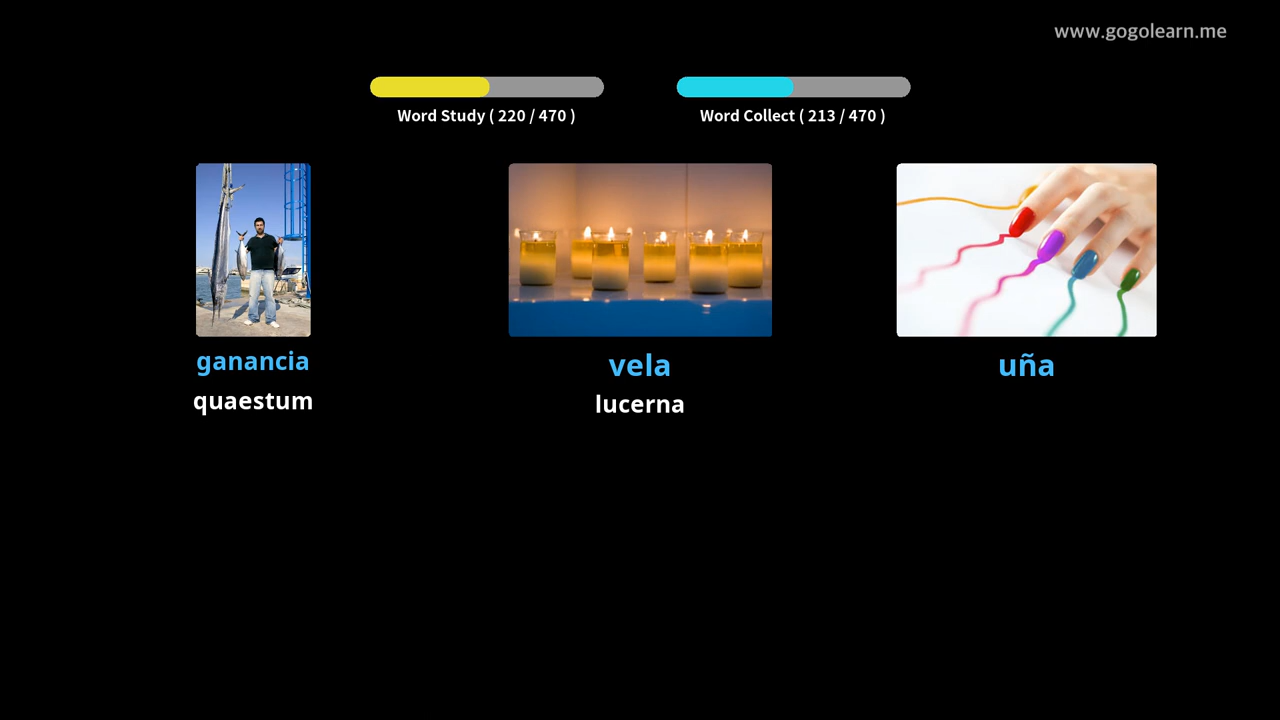 www.gogolearn.me
Word Study ( 220 / 470 )
Word Collect ( 213 / 470 )
ganancia
quaestum
vela
lucerna
uña